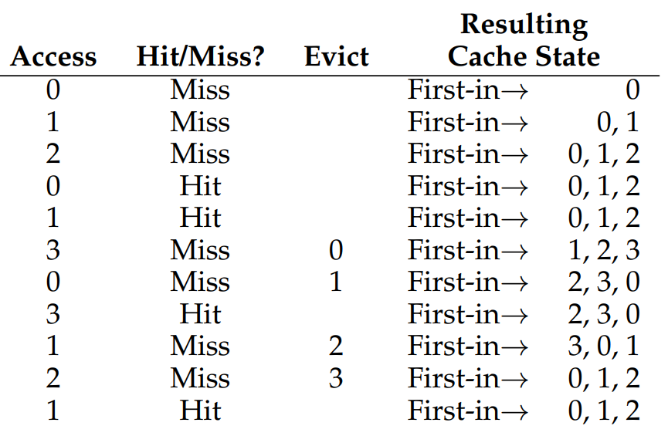 Resulting
Access Hit/Miss? Evict Cache State
0 Miss First-in→ 0
1 Miss First-in→ 0, 1
2 Miss First-in→ 0, 1, 2
0 Hit First-in→ 0, 1, 2
1 Hit First-in→ 0, 1, 2
3 Miss 0 First-in→ 1, 2, 3
0 Miss 1 First-in→ 2, 3, 0
3 Hit First-in→ 2, 3, 0
1 Miss 2 First-in→ 3, 0, 1
2 Miss 3 First-in→ 0, 1, 2
1 Hit First-in→ 0, 1, 2